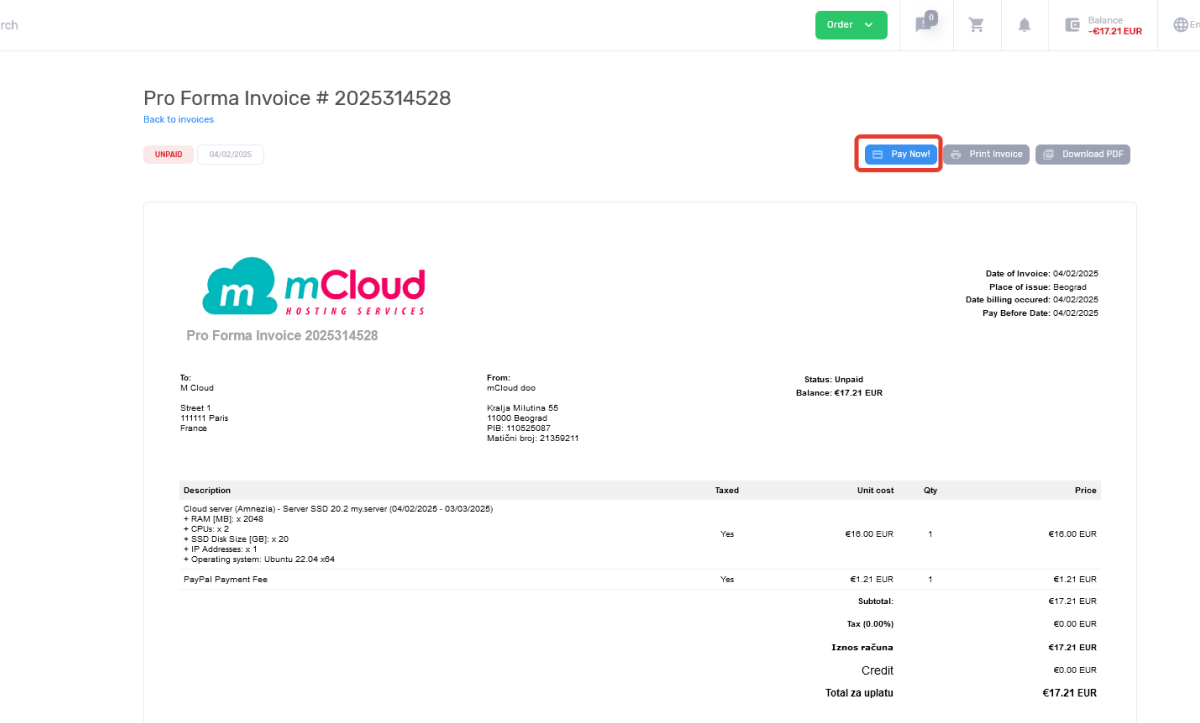 rch
Order
0
Balance
-€17.21 EUR
En
Pro Forma Invoice # 2025314528
Back to invoices
UNPAID 04/02/2025
Pay Now! Print Invoice Download PDF
m mCloud
HOSTING SERVICES
Pro Forma Invoice 2025314528
Date of Invoice: 04/02/2025
Place of issue: Beograd
Date billing occured: 04/02/2025
Pay Before Date: 04/02/2025
To:
M Cloud
Street 1
111111 Paris
France
From:
mCloud doo
Kralja Milutina 55
11000 Beograd
PIB: 110525087
Matični broj: 21359211
Status: Unpaid
Balance: €17.21 EUR
Description Taxed Unit cost Qty Price
Cloud server (Amnezia) - Server SSD 20.2 my.server (04/02/2025 - 03/03/2025)
+ RAM [MB]: x 2048
+ CPUs: x 2
+ SSD Disk Size [GB]: x 20
+ IP Addresses: x 1
+ Operating system: Ubuntu 22.04 x64
Yes €16.00 EUR 1 €16.00 EUR
PayPal Payment Fee Yes €1.21 EUR 1 €1.21 EUR
Subtotal: €17.21 EUR
Tax (0.00%) €0.00 EUR
Iznos računa €17.21 EUR
Credit €0.00 EUR
Total za uplatu €17.21 EUR